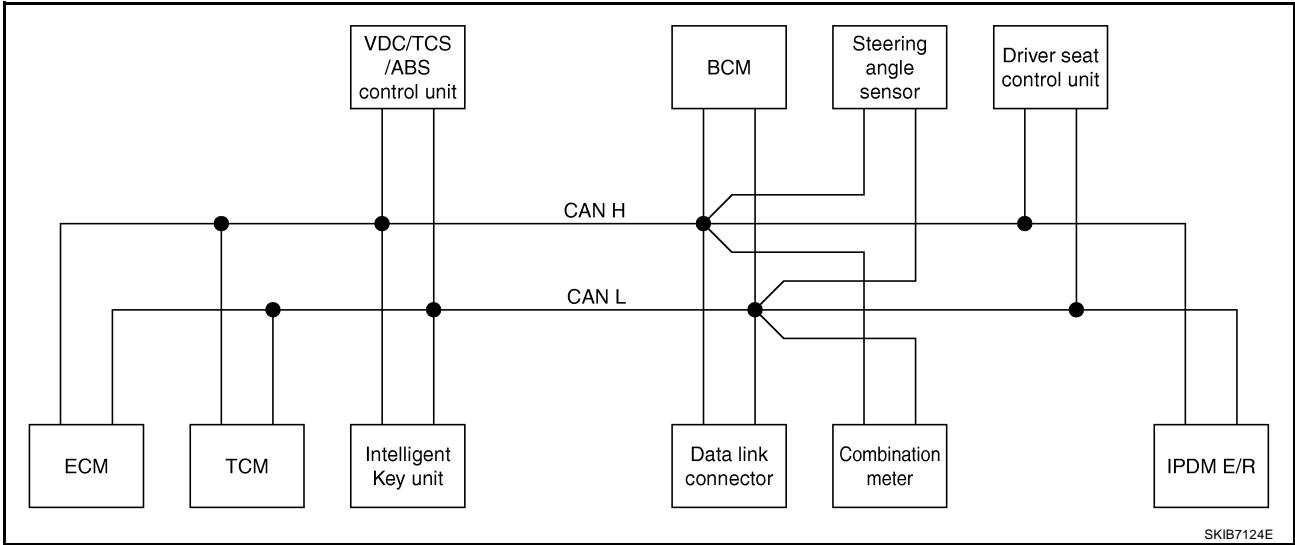 VDC/TCS
/ABS
control unit
BCM
Steering
angle
sensor
Driver seat
control unit
CAN H
CAN L
ECM
TCM
Intelligent
Key unit
Data link
connector
Combination
meter
IPDM E/R
SKIB7124E